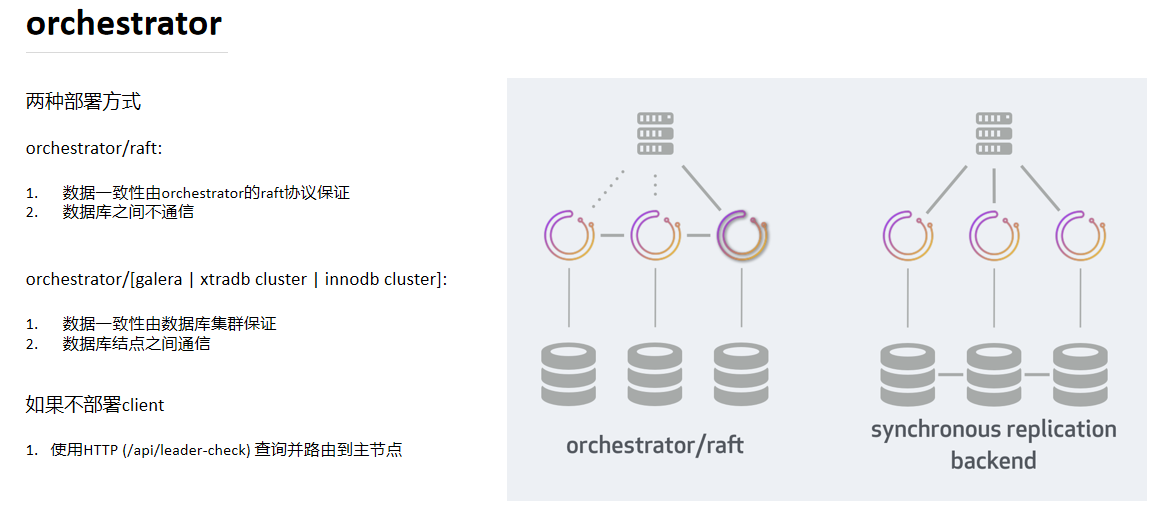 orchestrator
两种部署方式
orchestrator/raft:
1. 数据一致性由orchestrator的raft协议保证
2. 数据库之间不通信
orchestrator/[galera | xtradb cluster | innodb cluster]:
1. 数据一致性由数据库集群保证
2. 数据库结点之间通信
如果不部署client
1. 使用HTTP (/api/leader-check) 查询并路由到主节点
orchestrator/raft
synchronous replication
backend